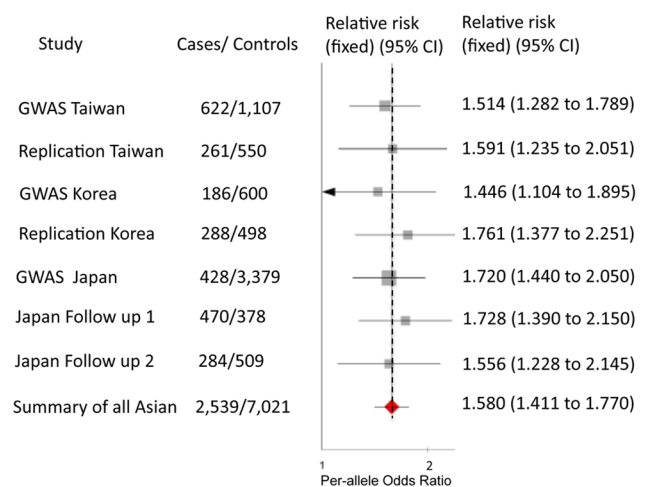 Study Cases/ Controls Relative risk (fixed) (95% CI) Relative risk (fixed) (95% CI)
GWAS Taiwan 622/1,107 1.514 (1.282 to 1.789)
Replication Taiwan 261/550 1.591 (1.235 to 2.051)
GWAS Korea 186/600 1.446 (1.104 to 1.895)
Replication Korea 288/498 1.761 (1.377 to 2.251)
GWAS Japan 428/3,379 1.720 (1.440 to 2.050)
Japan Follow up 1 470/378 1.728 (1.390 to 2.150)
Japan Follow up 2 284/509 1.556 (1.228 to 2.145)
Summary of all Asian 2,539/7,021 1.580 (1.411 to 1.770)
1 2
Per-allele Odds Ratio